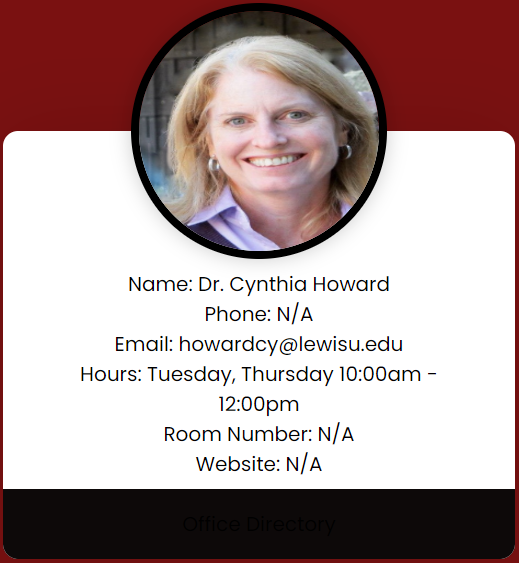 Name: Dr. Cynthia Howard
Phone: N/A
Email: howardcy@lewisu.edu
Hours: Tuesday, Thursday 10:00am -
12:00pm
Room Number: N/A
Website: N/A
Office Directory